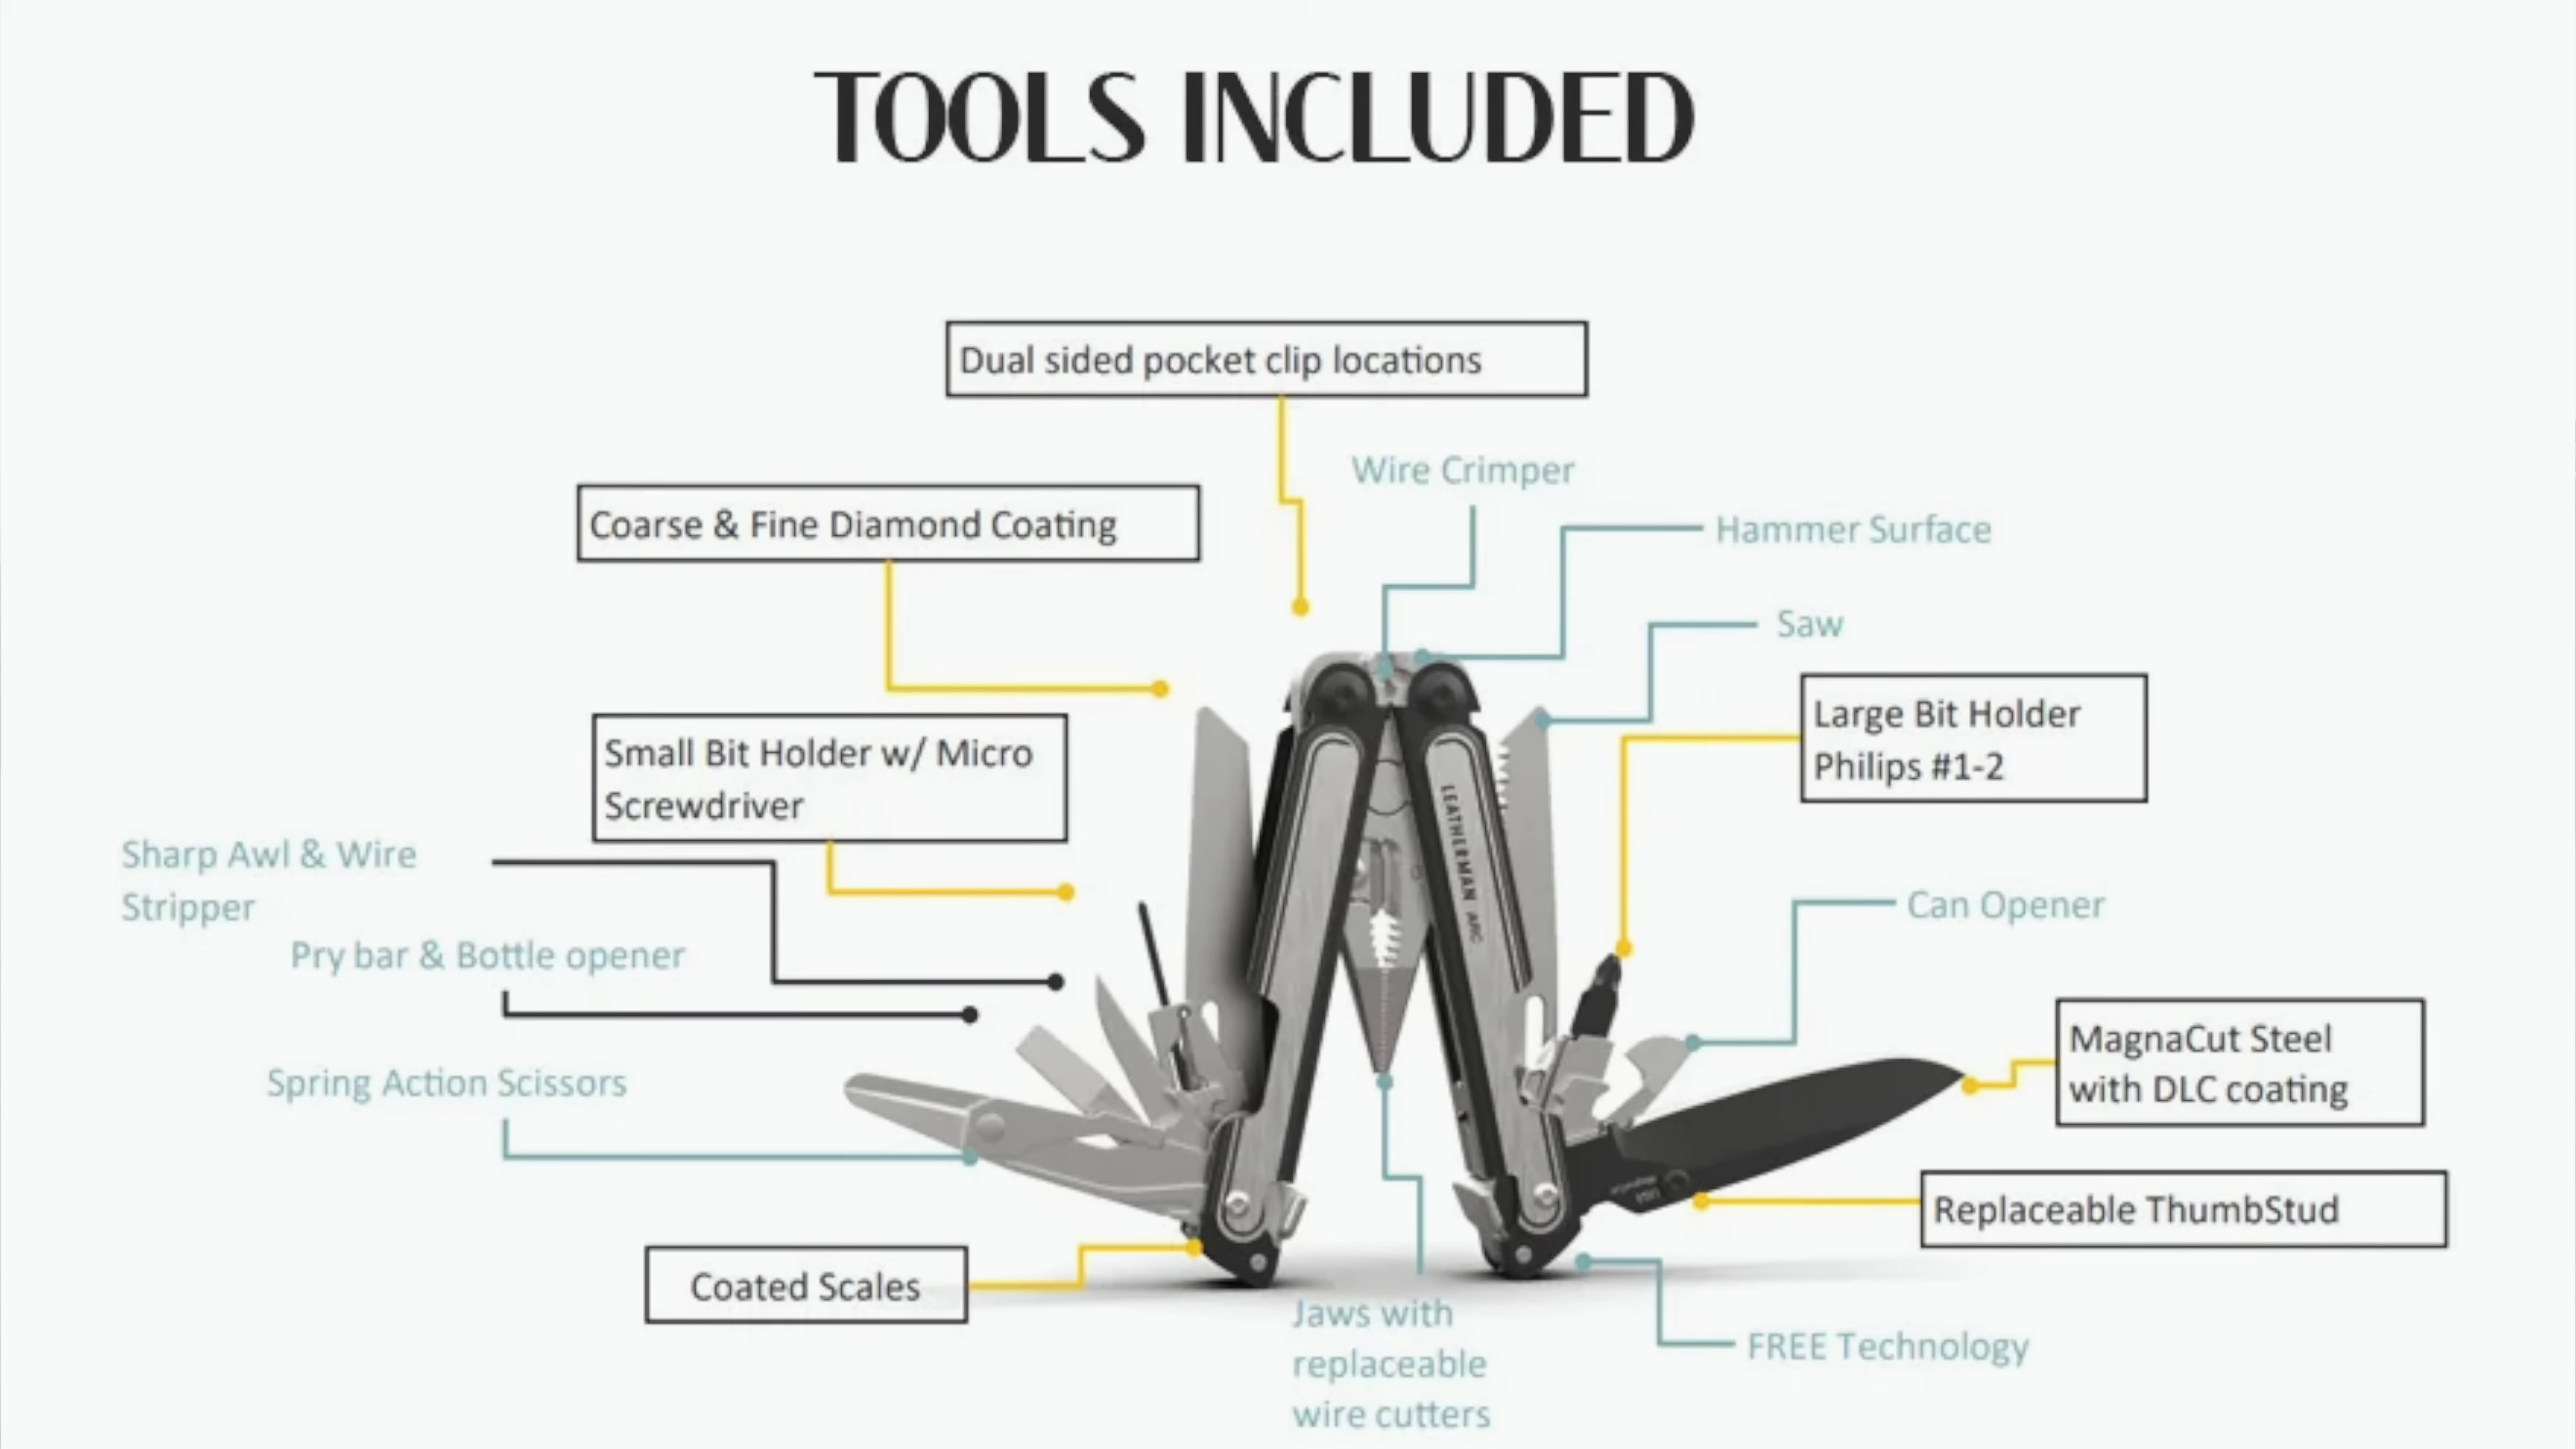 TOOLS INCLUDED
Dual sided pocket clip locations
Wire Crimper
Coarse & Fine Diamond Coating
Hammer Surface
Saw
Large Bit Holder
Philips #1-2
Small Bit Holder w/ Micro
Screwdriver
LEATHERMAN ARC
Sharp Awl & Wire
Stripper
Can Opener
Pry bar & Bottle opener
MagnaCut Steel
with DLC coating
Spring Action Scissors
Replaceable ThumbStud
Coated Scales
Jaws with
replaceable
wire cutters
FREE Technology